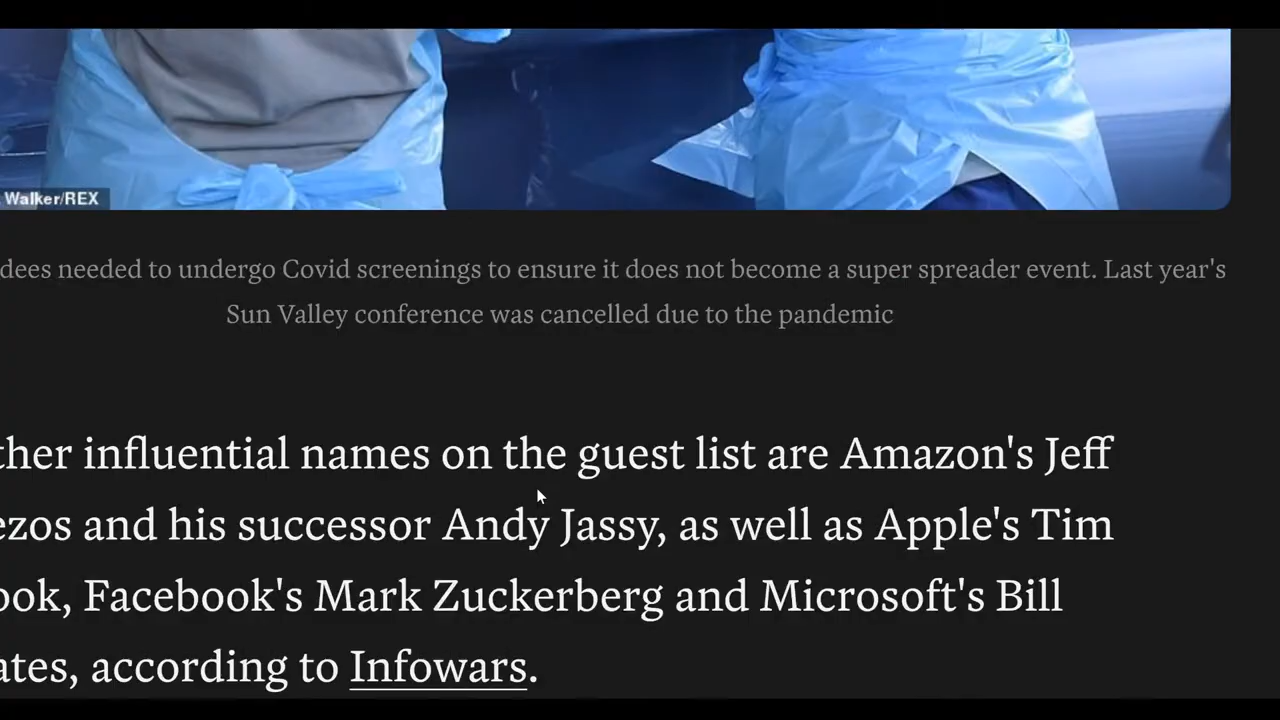 Walker/REX
dees needed to undergo Covid screenings to ensure it does not become a super spreader event. Last year's
Sun Valley conference was cancelled due to the pandemic
ther influential names on the guest list are Amazon's Jeff
ezos and his successor Andy Jassy, as well as Apple's Tim
ook, Facebook's Mark Zuckerberg and Microsoft's Bill
ates, according to Infowars.